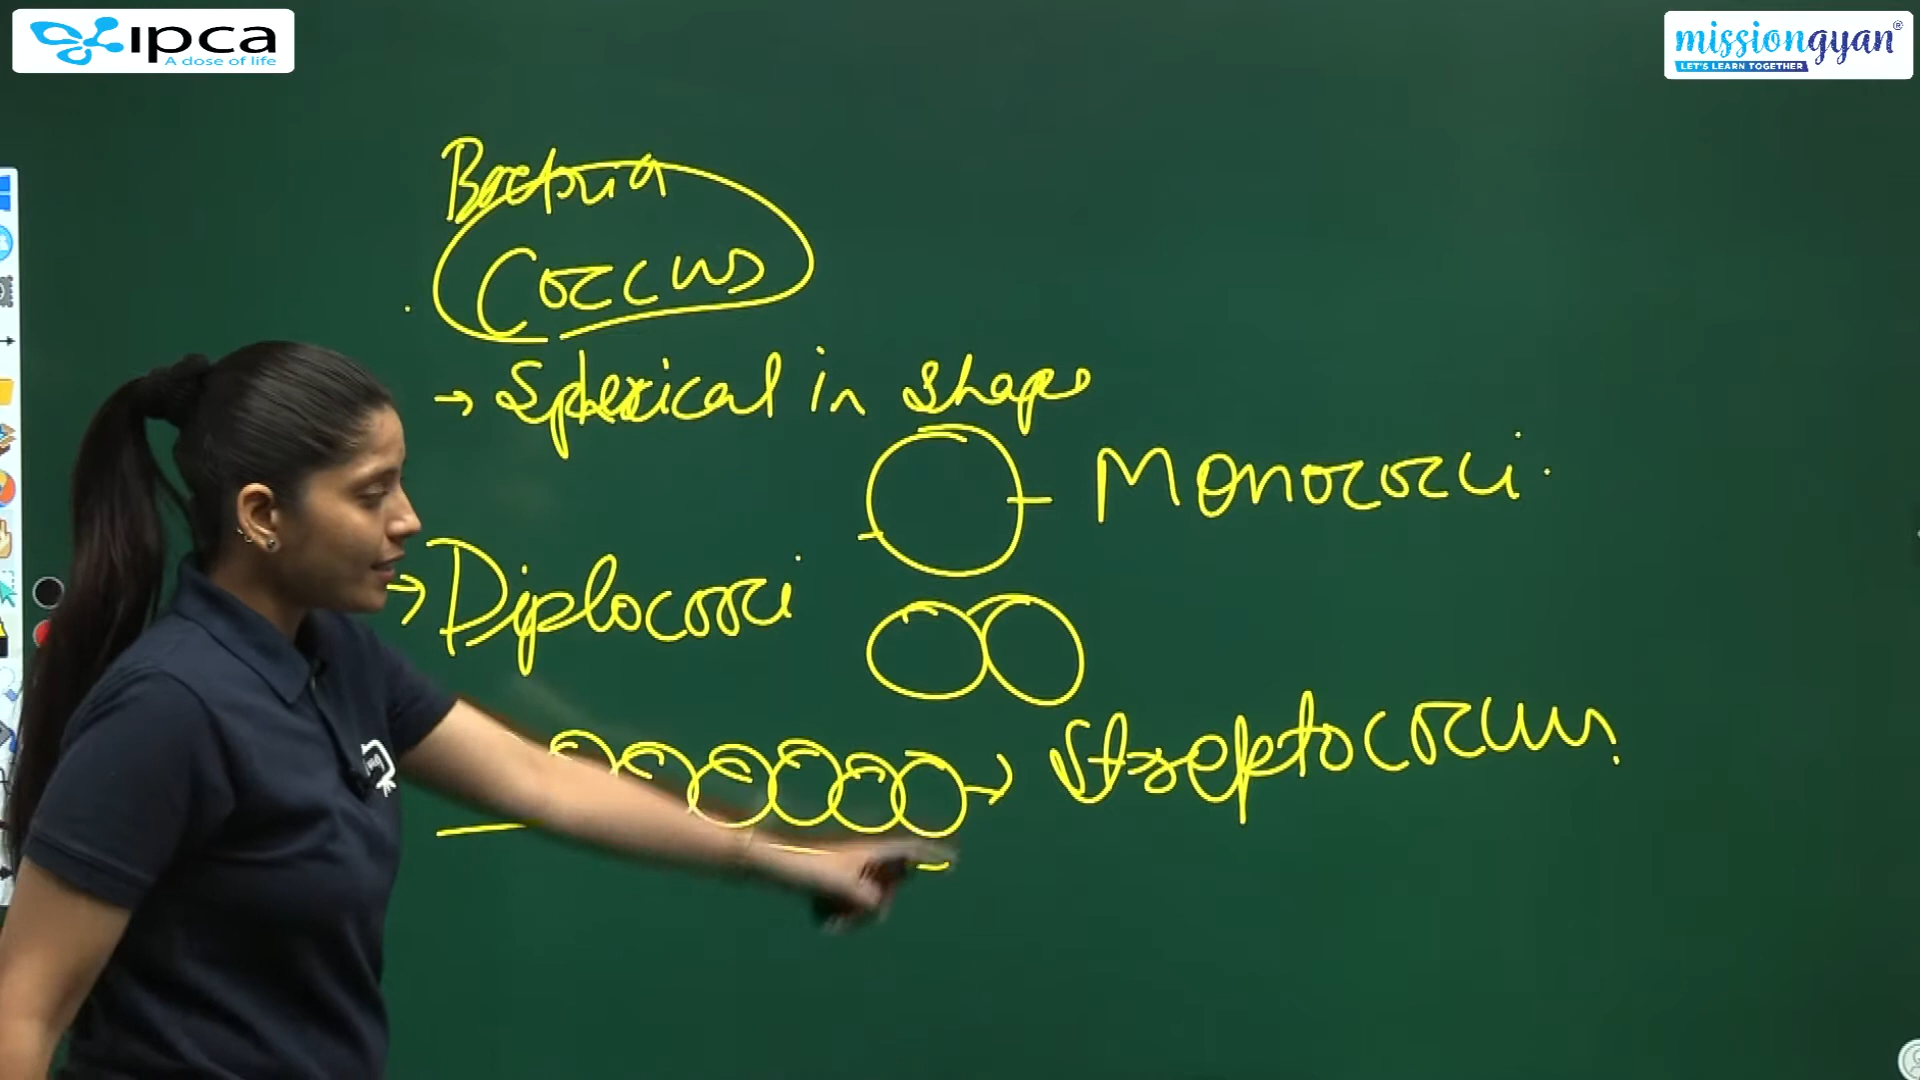 ipca
A dose of life
missiongyan®
LET'S LEARN TOGETHER
Bacteria
Coccus
→ Spherical in shape
Monococci
→ Diplococci
→ Streptococcus